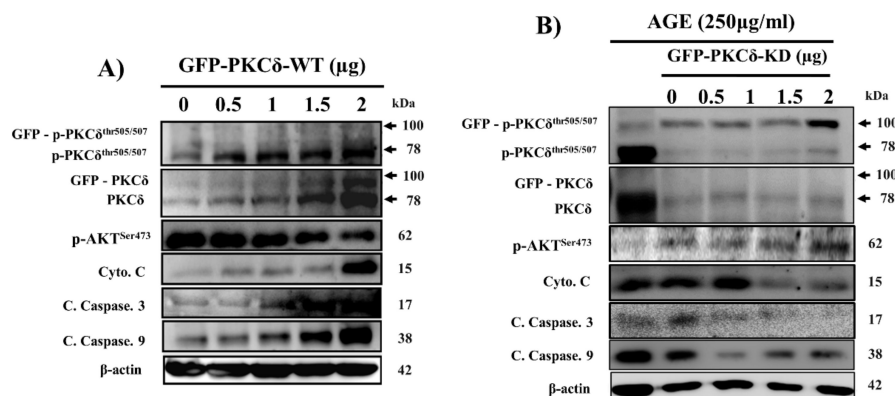 A)
GFP-PKCδ-WT (μg)
0 0.5 1 1.5 2
kDa
GFP - p-PKCδthr505/507
100
p-PKCδthr505/507
78
GFP - PKCδ
100
PKCδ
78
p-AKTSer473
62
Cyto. C
15
C. Caspase. 3
17
C. Caspase. 9
38
β-actin
42
B)
AGE (250μg/ml)
GFP-PKCδ-KD (μg)
0 0.5 1 1.5 2
kDa
GFP - p-PKCδthr505/507
100
p-PKCδthr505/507
78
GFP - PKCδ
100
PKCδ
78
p-AKTSer473
62
Cyto. C
15
C. Caspase. 3
17
C. Caspase. 9
38
β-actin
42